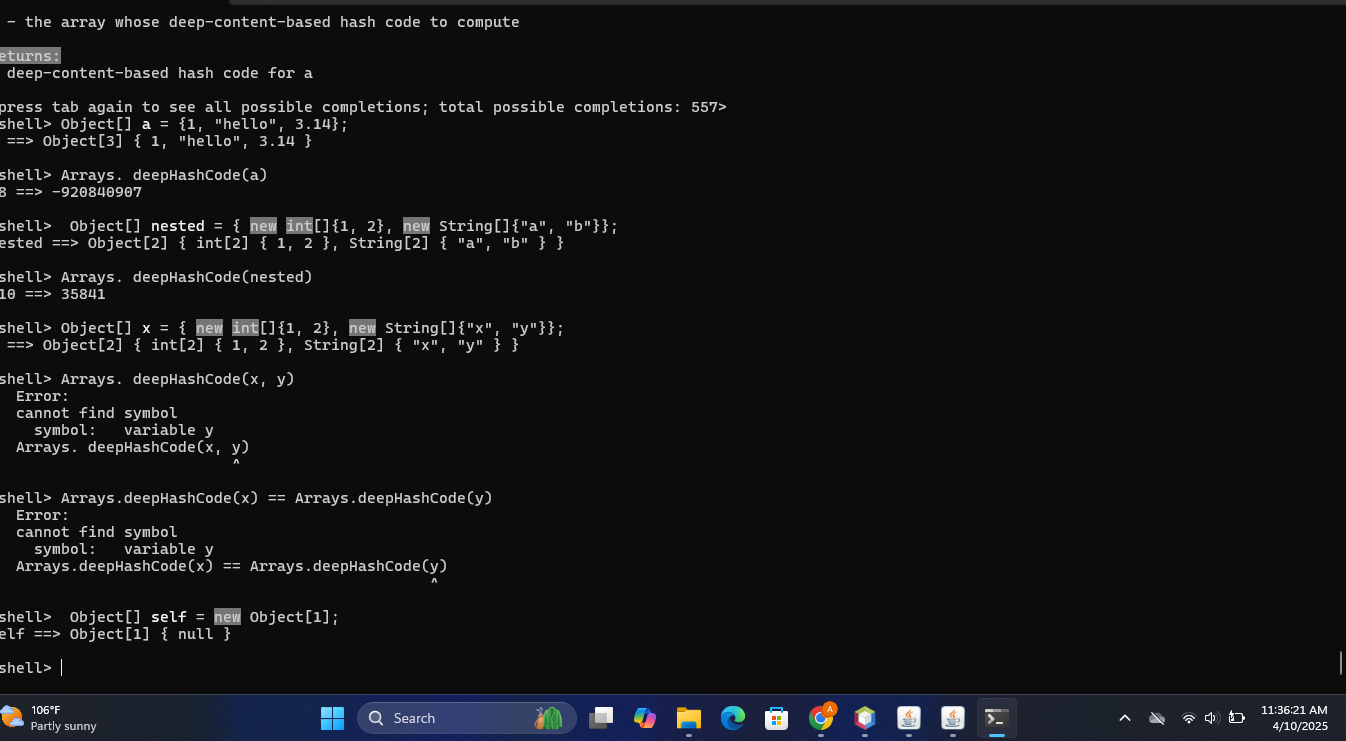 - the array whose deep-content-based hash code to compute
eturns:
deep-content-based hash code for a
press tab again to see all possible completions; total possible completions: 557>
shell> Object[] a = {1, "hello", 3.14};
==> Object[3] { 1, "hello", 3.14 }
shell> Arrays. deepHashCode(a)
8 ==> -920840907
shell>  Object[] nested = { new int[]{1, 2}, new String[]{"a", "b"}};
ested ==> Object[2] { int[2] { 1, 2 }, String[2] { "a", "b" } }
shell> Arrays. deepHashCode(nested)
10 ==> 35841
shell> Object[] x = { new int[]{1, 2}, new String[]{"x", "y"}};
==> Object[2] { int[2] { 1, 2 }, String[2] { "x", "y" } }
shell> Arrays. deepHashCode(x, y)
Error:
cannot find symbol
symbol:   variable y
Arrays. deepHashCode(x, y)
^
shell> Arrays.deepHashCode(x) == Arrays.deepHashCode(y)
Error:
cannot find symbol
symbol:   variable y
Arrays.deepHashCode(x) == Arrays.deepHashCode(y)
^
shell>  Object[] self = new Object[1];
elf ==> Object[1] { null }
shell>
106°F
Partly sunny
Search
A
11:36:21 AM
4/10/2025